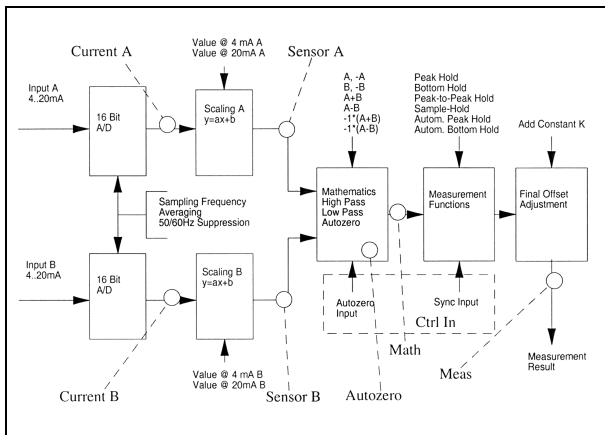 Current A
Value @ 4 mA A
Value @ 20mA A
Sensor A
Input A
4..20mA
16 Bit
A/D
Scaling A
y=ax+b
A, -A
B, -B
A+B
A-B
-1*(A+B)
-1*(A-B)
Peak Hold
Bottom Hold
Peak-to-Peak Hold
Sample-Hold
Autom. Peak Hold
Autom. Bottom Hold
Add Constant K
Sampling Frequency
Averaging
50/60Hz Suppression
Mathematics
High Pass
Low Pass
Autozero
Measurement
Functions
Final Offset
Adjustment
Input B
4..20mA
16 Bit
A/D
Scaling B
y=ax+b
Autozero
Input
Sync Input
Ctrl In
Value @ 4 mA B
Value @ 20mA B
Current B
Sensor B
Autozero
Math
Meas
Measurement
Result